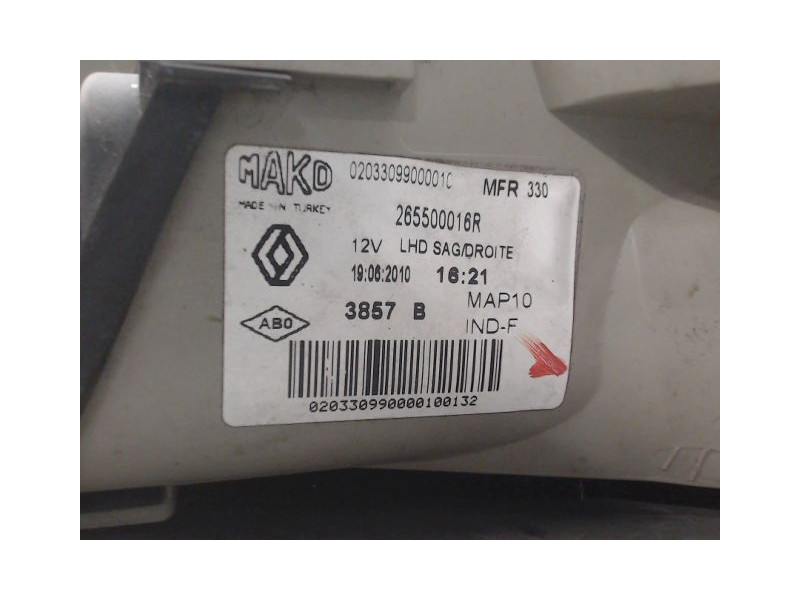 MAKO 0203309900001C MFR 330
MADE IN TURKEY
265500016R
12V LHD SAG/DROITE
19.06.2010 16:21
3857 B MAP10
ABO IND-F
020330990000100132